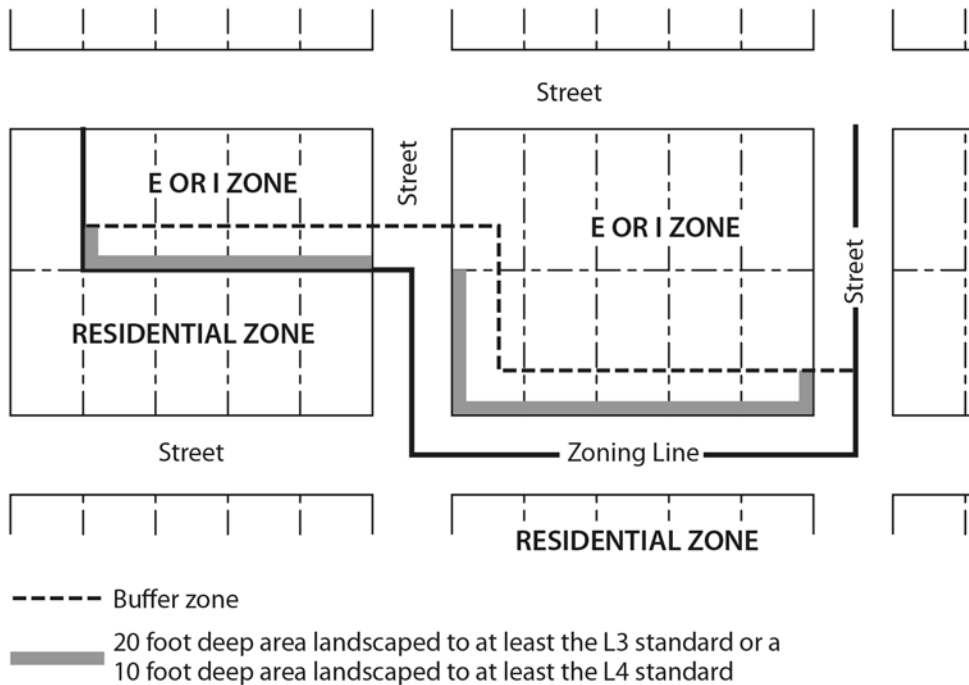 Street
Street
E OR I ZONE
E OR I ZONE
Street
RESIDENTIAL ZONE
Street
Zoning Line
RESIDENTIAL ZONE
Buffer zone
20 foot deep area landscaped to at least the L3 standard or a
10 foot deep area landscaped to at least the L4 standard